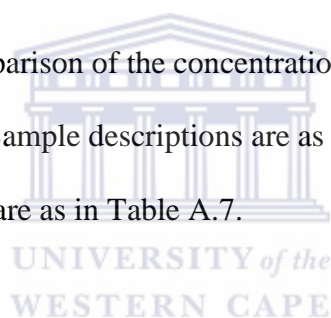 parison of the concentratio
ample descriptions are as
are as in Table A.7.
UNIVERSITY of the
WESTERN CAPE